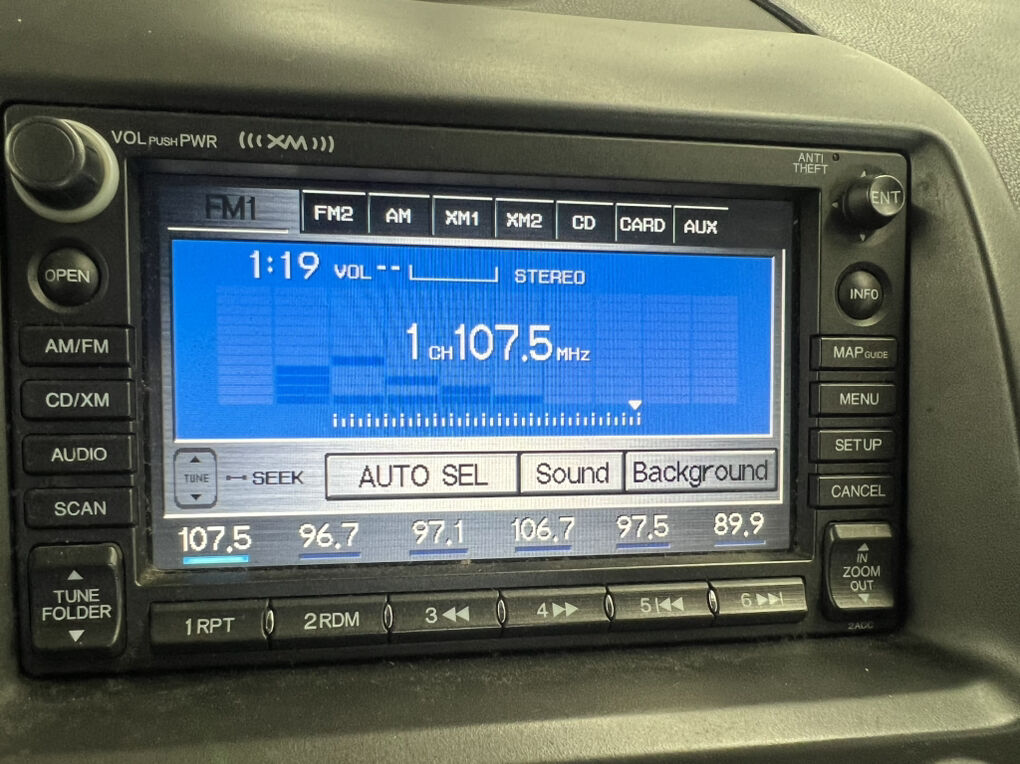 VOL PUSH PWR (((XM)))
ANTI THEFT
ENT
FM1 FM2 AM XM1 XM2 CD CARD AUX
OPEN
1:19 VOL -- STEREO
INFO
1 CH 107.5 MHz
AM/FM
MAP GUIDE
CD/XM
MENU
AUDIO
SETUP
TUNE SEEK AUTO SEL Sound Background
SCAN
CANCEL
107.5 96.7 97.1 106.7 97.5 89.9
TUNE
FOLDER
IN
ZOOM
OUT
1 RPT 2 RDM 3 ◀◀ 4 ▶▶ 5 |◀◀ 6 ▶▶|